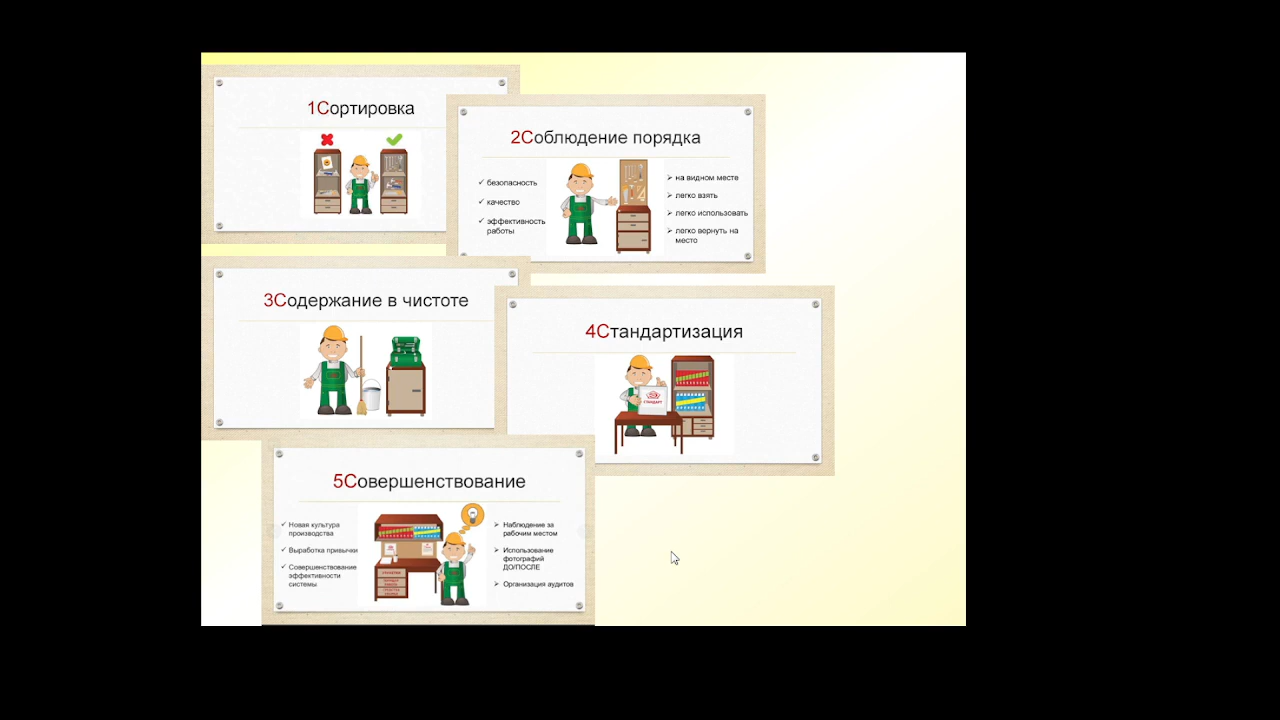 1Сортировка
2Соблюдение порядка
безопасность
качество
эффективность
работы
на видном месте
легко взять
легко использовать
легко вернуть на
место
3Содержание в чистоте
4Стандартизация
СТАНДАРТ
5Совершенствование
Новая культура
производства
Выработка привычки
Совершенствование
эффективности
системы
Наблюдение за
рабочим местом
Использование
фотографий
ДО/ПОСЛЕ
Организация аудитов